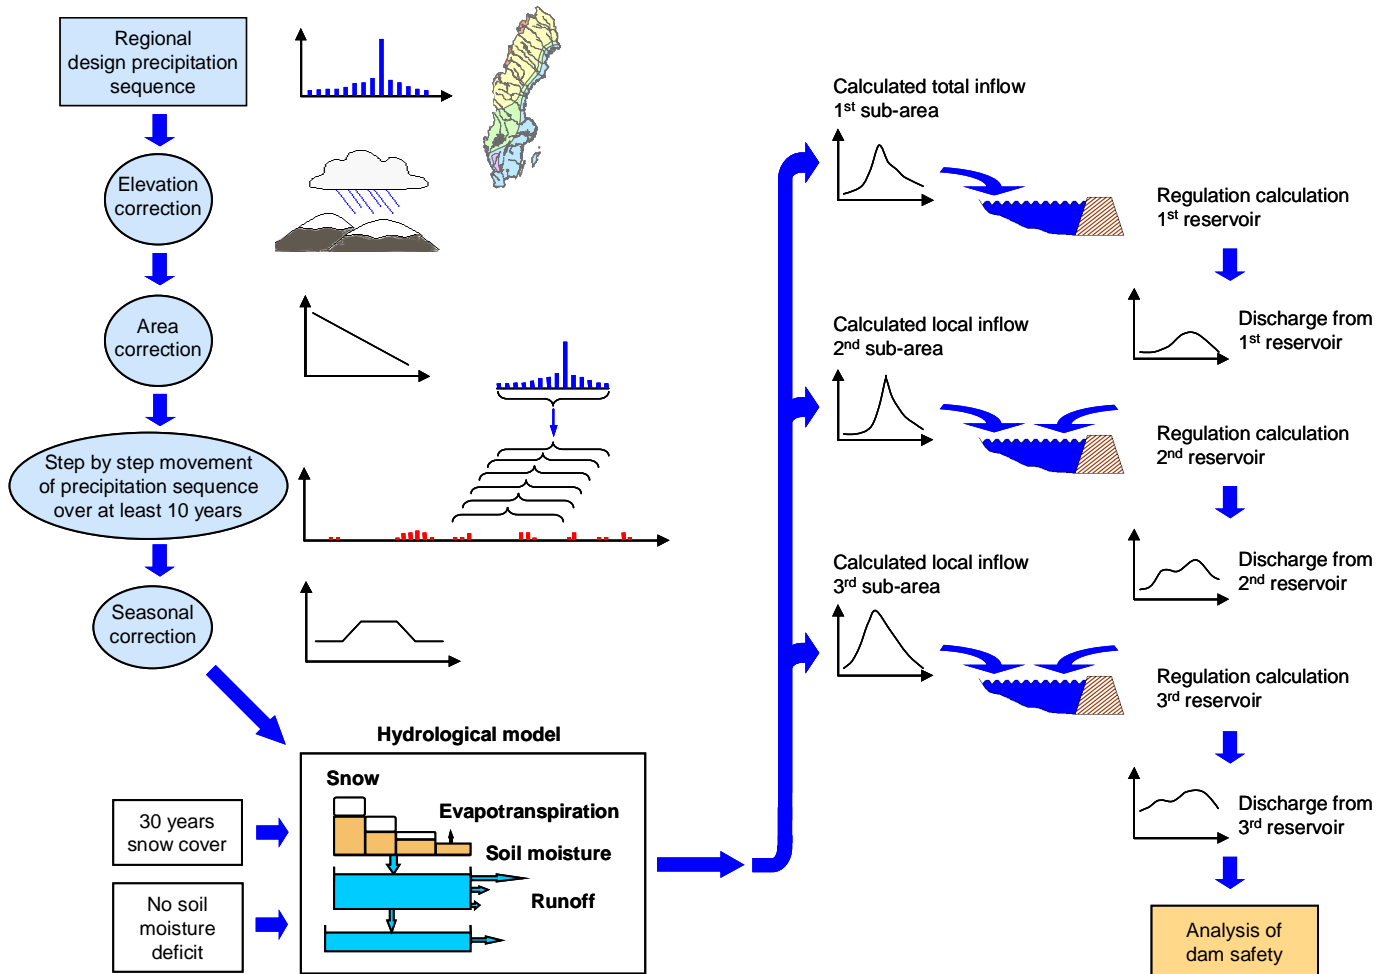 Regional
design precipitation
sequence
Elevation
correction
Area
correction
Step by step movement
of precipitation sequence
over at least 10 years
Seasonal
correction
30 years
snow cover
No soil
moisture
deficit
Hydrological model
Snow
Evapotranspiration
Soil moisture
Runoff
Calculated total inflow
1st sub-area
Regulation calculation
1st reservoir
Discharge from
1st reservoir
Calculated local inflow
2nd sub-area
Regulation calculation
2nd reservoir
Discharge from
2nd reservoir
Calculated local inflow
3rd sub-area
Regulation calculation
3rd reservoir
Discharge from
3rd reservoir
Analysis of
dam safety